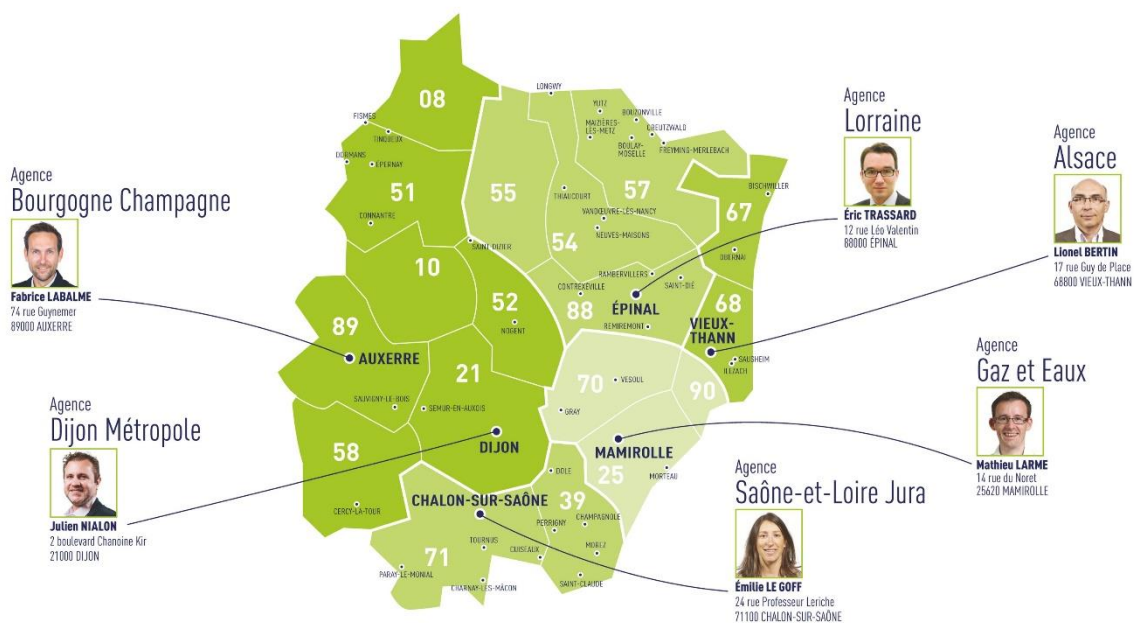 Agence
Bourgogne Champagne
Fabrice LABALME
74 rue Guynemer
89000 AUXERRE
Agence
Dijon Métropole
Julien NIALON
2 boulevard Chanoine Kir
21000 DIJON
Agence
Lorraine
Éric TRASSARD
12 rue Léo Valentin
88000 ÉPINAL
Agence
Alsace
Lionel BERTIN
17 rue Guy de Place
68800 VIEUX-THANN
Agence
Gaz et Eaux
Mathieu LARME
14 rue du Noret
25620 MAMIROLLE
Agence
Saône-et-Loire Jura
Émilie LE GOFF
24 rue Professeur Leriche
71100 CHALON-SUR-SAÔNE
08
FISMES
TINQUEUX
DORMANS
ÉPERNAY
51
CONNANTRE
SAINT-DIZIER
10
52
NOGENT
89
AUXERRE
SAUVIGNY-LE-BOIS
21
SEMUR-EN-AUXOIS
DIJON
58
CERCY-LA-TOUR
LONGWY
YUTZ
BOUZONVILLE
MAIZIÈRES-
LÈS-METZ
CREUTZWALD
BOULAY-
MOSELLE
FREYMING-MERLEBACH
55
57
THIAUCOURT
VANDŒUVRE-LÈS-NANCY
NEUVES-MAISONS
54
RAMBERVILLERS
SAINT-DIÉ
CONTREXÉVILLE
88
ÉPINAL
REMIREMONT
BISCHWILLER
67
OBERNAI
68
VIEUX-
THANN
SAUSHEIM
ILLZACH
70
VESOUL
90
GRAY
MAMIROLLE
25
MORTEAU
DOLE
CHALON-SUR-SAÔNE
39
CHAMPAGNOLE
PERRIGNY
MOREZ
TOURNUS
CUISEAUX
71
PARAY-LE-MONIAL
SAINT-CLAUDE
CHARNAY-LES-MÂCON